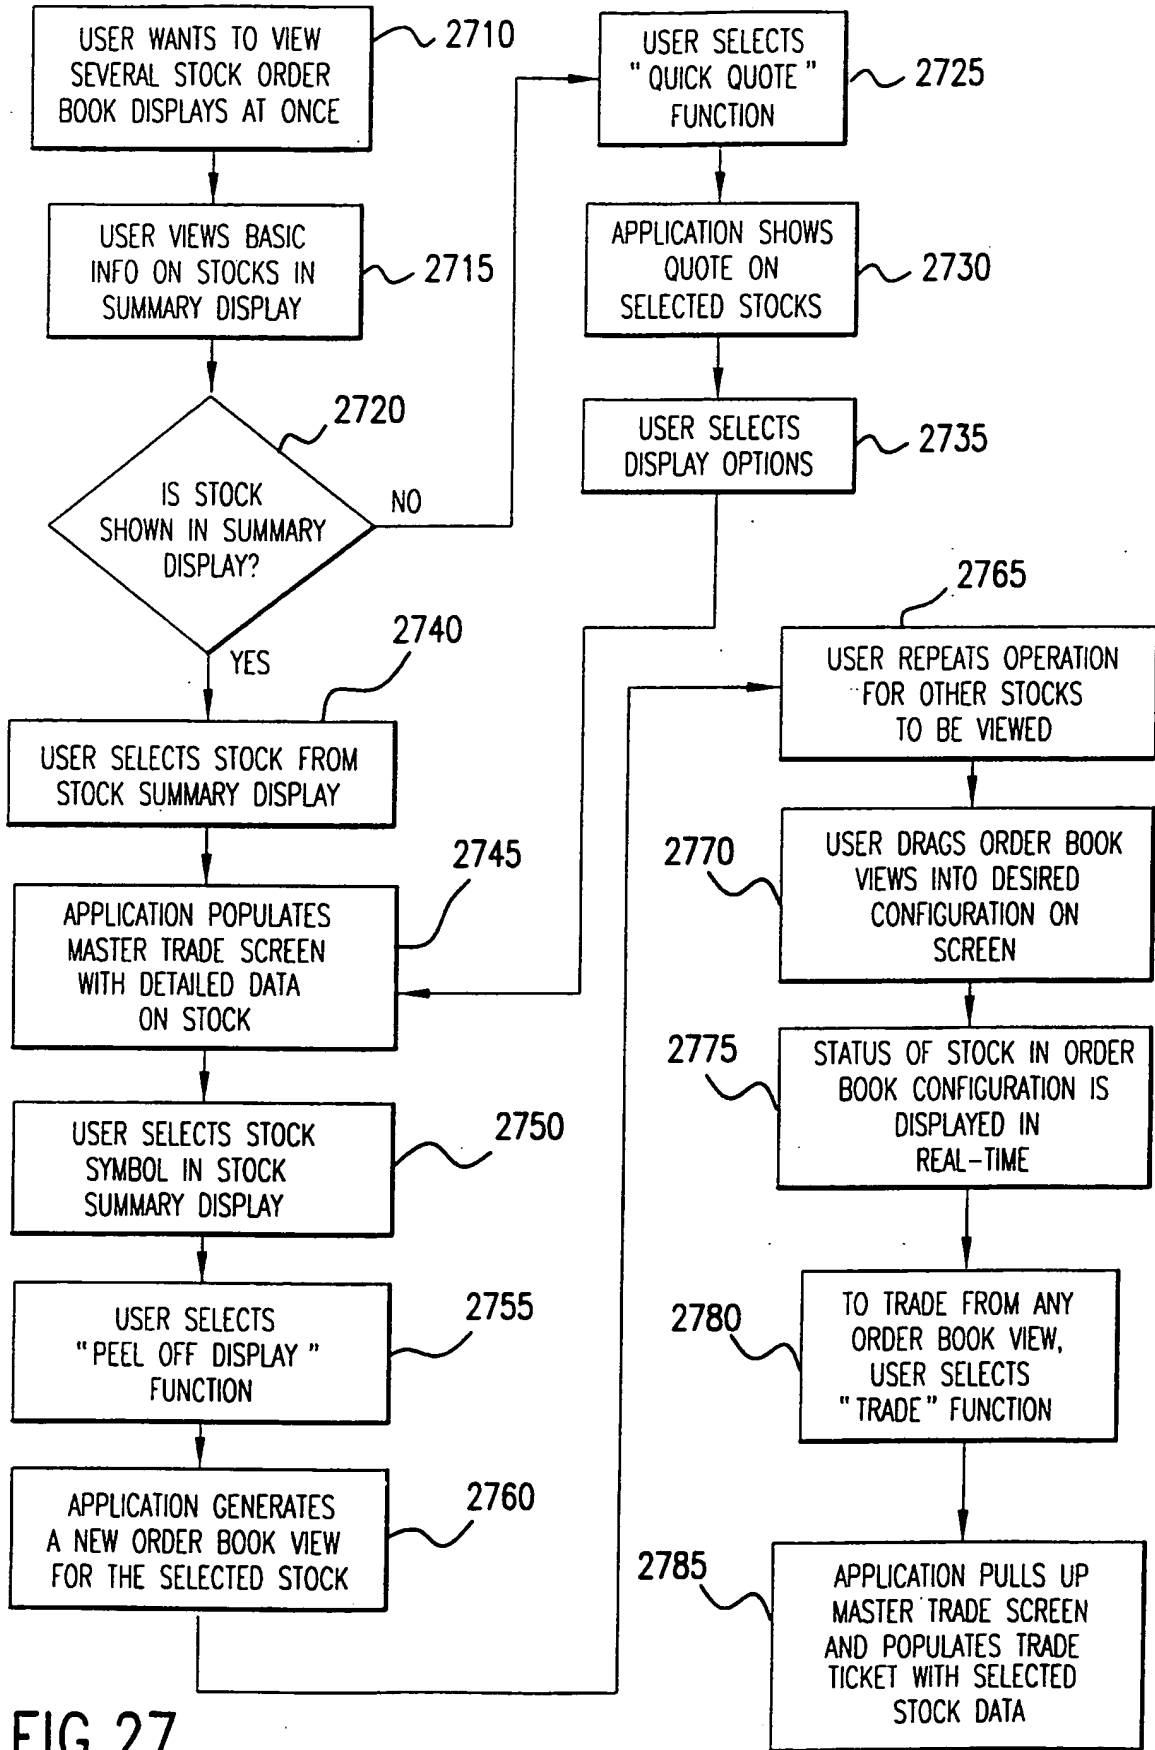 USER WANTS TO VIEW
SEVERAL STOCK ORDER
BOOK DISPLAYS AT ONCE
2710
USER VIEWS BASIC
INFO ON STOCKS IN
SUMMARY DISPLAY
2715
2720
IS STOCK
SHOWN IN SUMMARY
DISPLAY?
NO
YES
USER SELECTS
"QUICK QUOTE"
FUNCTION
2725
APPLICATION SHOWS
QUOTE ON
SELECTED STOCKS
2730
USER SELECTS
DISPLAY OPTIONS
2735
2740
USER SELECTS STOCK FROM
STOCK SUMMARY DISPLAY
2745
APPLICATION POPULATES
MASTER TRADE SCREEN
WITH DETAILED DATA
ON STOCK
USER SELECTS STOCK
SYMBOL IN STOCK
SUMMARY DISPLAY
2750
USER SELECTS
"PEEL OFF DISPLAY"
FUNCTION
2755
APPLICATION GENERATES
A NEW ORDER BOOK VIEW
FOR THE SELECTED STOCK
2760
2765
USER REPEATS OPERATION
FOR OTHER STOCKS
TO BE VIEWED
2770
USER DRAGS ORDER BOOK
VIEWS INTO DESIRED
CONFIGURATION ON
SCREEN
2775
STATUS OF STOCK IN ORDER
BOOK CONFIGURATION IS
DISPLAYED IN
REAL-TIME
2780
TO TRADE FROM ANY
ORDER BOOK VIEW,
USER SELECTS
"TRADE" FUNCTION
2785
APPLICATION PULLS UP
MASTER TRADE SCREEN
AND POPULATES TRADE
TICKET WITH SELECTED
STOCK DATA
FIG.27